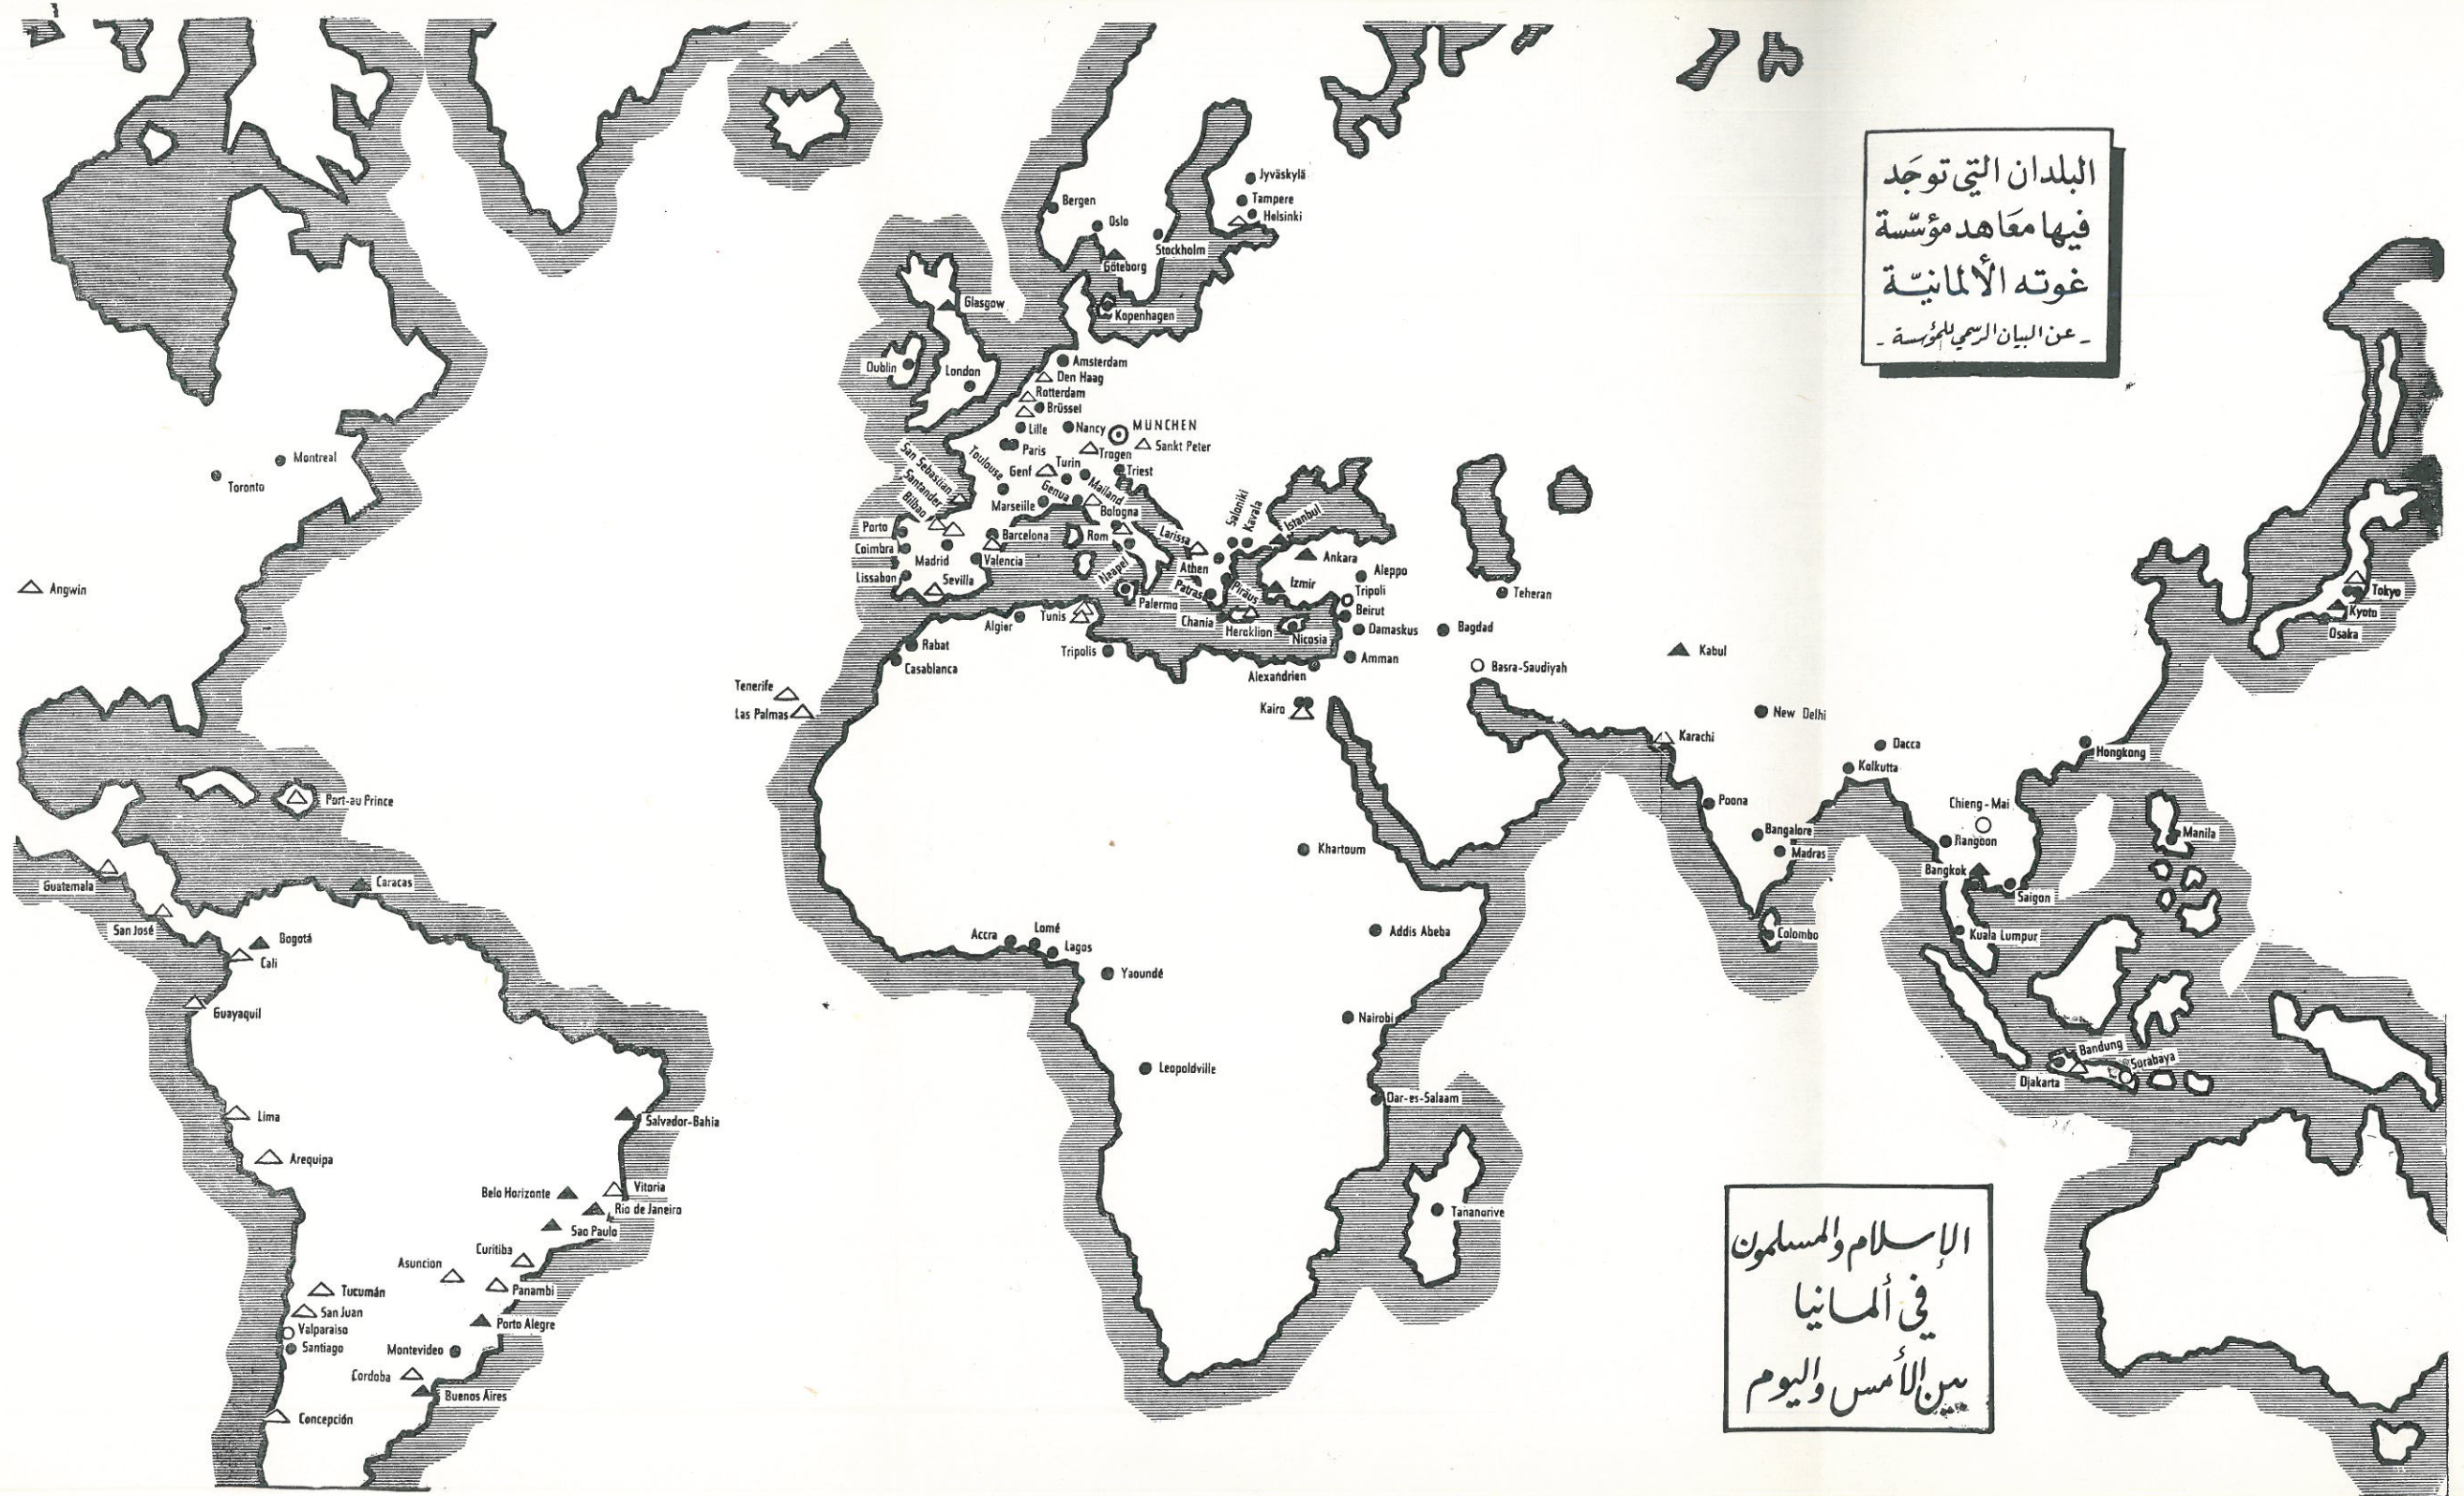 البلدان التي توجَد
فيها معَاهد مؤسّسة
غوته الألمانيّة
ـ عن البيان الرسمي للمؤسسة ـ
Jyväskylä
Tampere
Helsinki
Bergen
Oslo
Stockholm
Göteborg
Kopenhagen
Glasgow
Dublin
London
Amsterdam
Den Haag
Rotterdam
Brüssel
Lille
Nancy
MÜNCHEN
Paris
Trogen
Sankt Peter
Toulouse
Genf
Turin
Triest
San Sebastian
Santander
Bilbao
Marseille
Genua
Mailand
Bologna
Porto
Coimbra
Madrid
Barcelona
Rom
Larissa
Saloniki
Kavala
Istanbul
Valencia
Lissabon
Sevilla
Neapel
Athen
Ankara
Aleppo
Patras
Piräus
Izmir
Tripoli
Teheran
Palermo
Beirut
Algier
Tunis
Chania
Heraklion
Nicosia
Damaskus
Bagdad
Rabat
Casablanca
Tripolis
Alexandrien
Amman
Basra-Saudiyah
Kabul
Tenerife
Las Palmas
Kairo
New Delhi
Karachi
Dacca
Kalkutta
Hongkong
Tokyo
Kyoto
Osaka
Poona
Bangalore
Madras
Colombo
Chieng-Mai
Rangoon
Bangkok
Saigon
Manila
Kuala Lumpur
Bandung
Surabaya
Djakarta
Khartoum
Accra
Lomé
Lagos
Addis Abeba
Yaoundé
Nairobi
Leopoldville
Dar-es-Salaam
Tananarive
Montreal
Toronto
Angwin
Port-au Prince
Guatemala
San José
Caracas
Bogotá
Cali
Guayaquil
Lima
Arequipa
Salvador-Bahia
Belo Horizonte
Vitoria
Rio de Janeiro
Sao Paulo
Curitiba
Asuncion
Panambi
Tucumán
San Juan
Valparaiso
Santiago
Porto Alegre
Montevideo
Cordoba
Buenos Aires
Concepción
الإسلام والمسلمون
في ألمانيا
بين الأمس واليوم